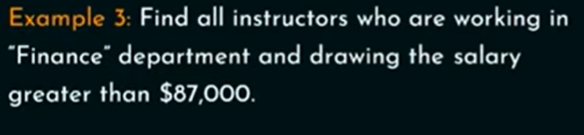 Example 3: Find all instructors who are working in
"Finance" department and drawing the salary
greater than $87,000.